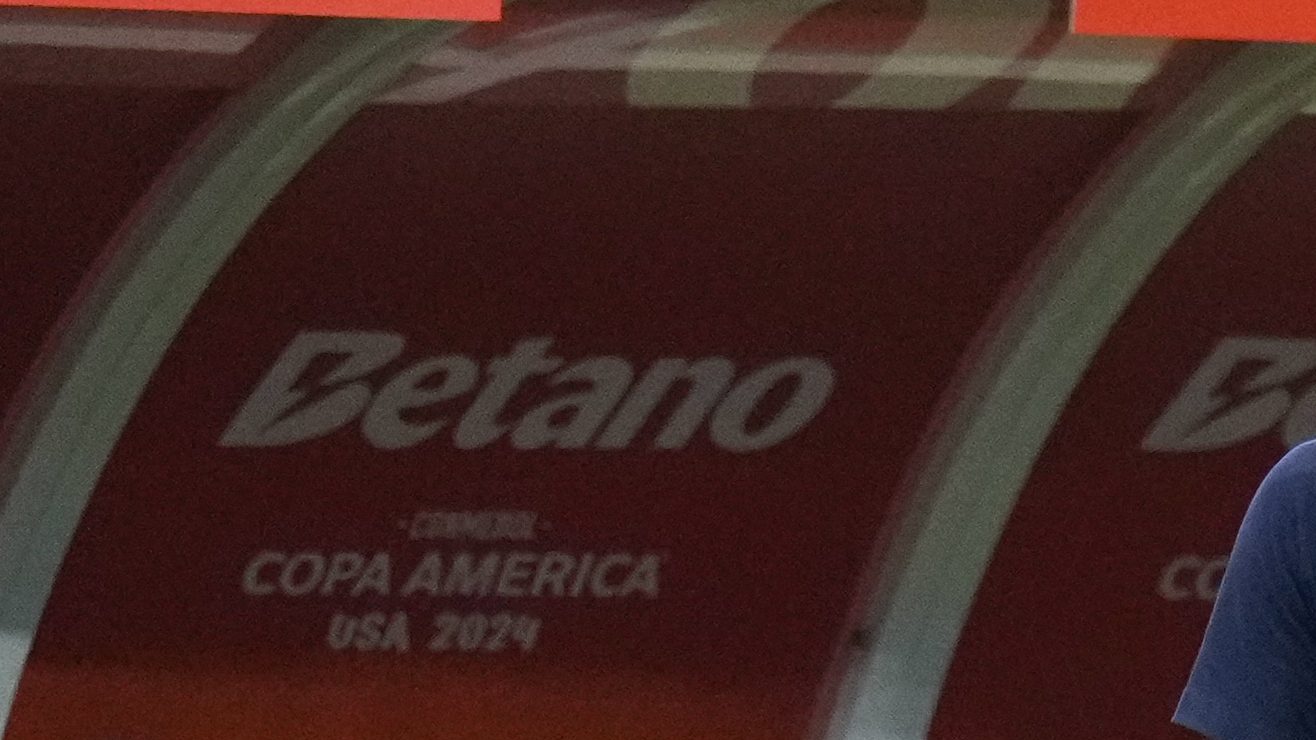 Betano
CONMEBOL
COPA AMERICA
USA 2024